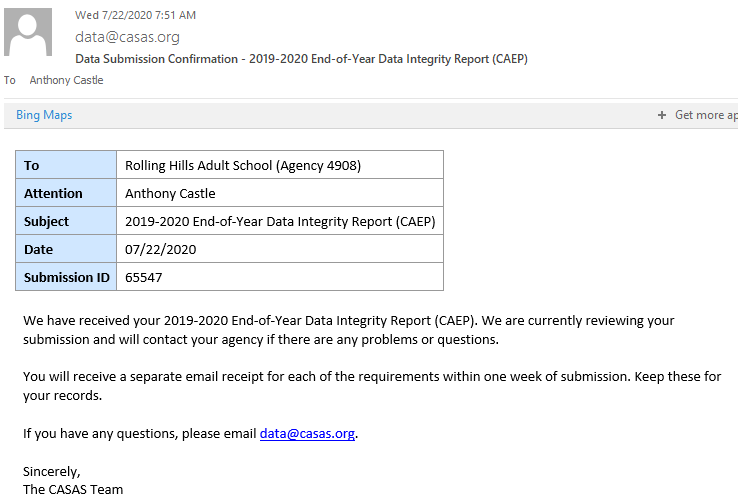 Wed 7/22/2020 7:51 AM
data@casas.org
Data Submission Confirmation - 2019-2020 End-of-Year Data Integrity Report (CAEP)
To Anthony Castle
Bing Maps + Get more ap
To Rolling Hills Adult School (Agency 4908)
Attention Anthony Castle
Subject 2019-2020 End-of-Year Data Integrity Report (CAEP)
Date 07/22/2020
Submission ID 65547
We have received your 2019-2020 End-of-Year Data Integrity Report (CAEP). We are currently reviewing your
submission and will contact your agency if there are any problems or questions.
You will receive a separate email receipt for each of the requirements within one week of submission. Keep these for
your records.
If you have any questions, please email data@casas.org.
Sincerely,
The CASAS Team